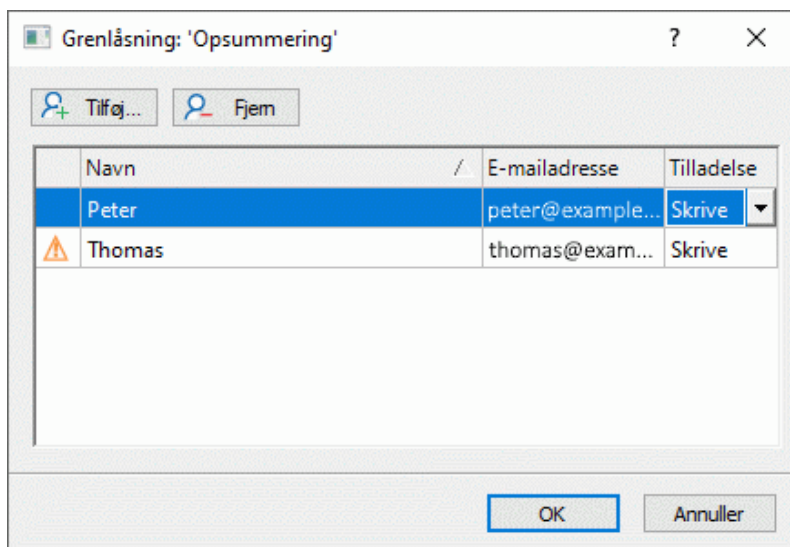 Grenlåsning: 'Opsummering' ?
Tilføj... Fjern
Navn E-mailadresse Tilladelse
Peter peter@example... Skrive
Thomas thomas@exam... Skrive
OK Annuller